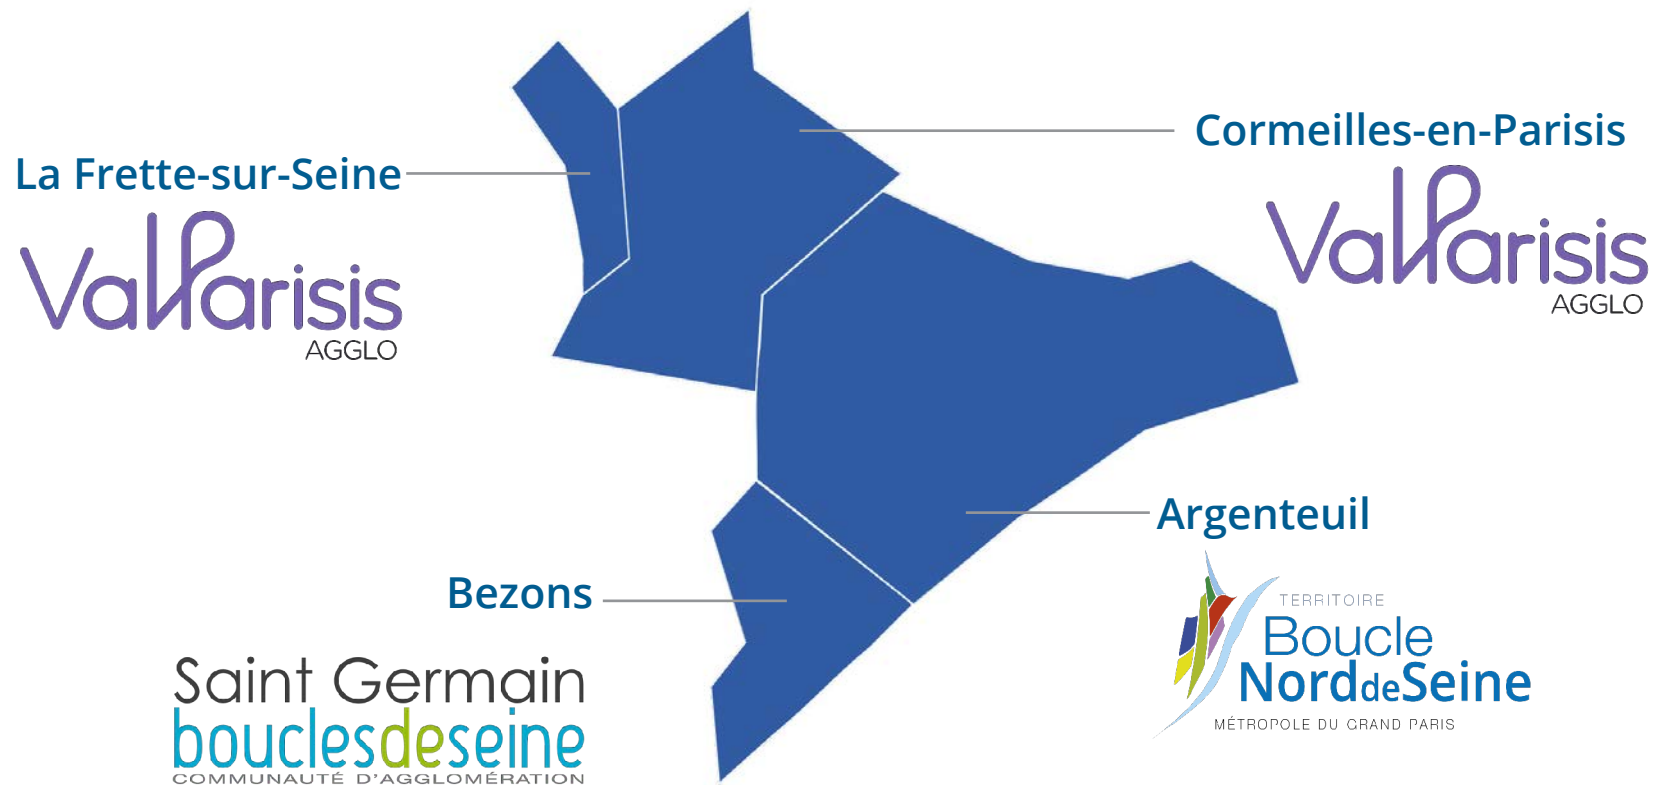 Cormeilles-en-Parisis
ValParisis
AGGLO
La Frette-sur-Seine
ValParisis
AGGLO
Argenteuil
TERRITOIRE
Boucle
NorddeSeine
MÉTROPOLE DU GRAND PARIS
Bezons
Saint Germain
bouclesdeseine
COMMUNAUTÉ D'AGGLOMÉRATION